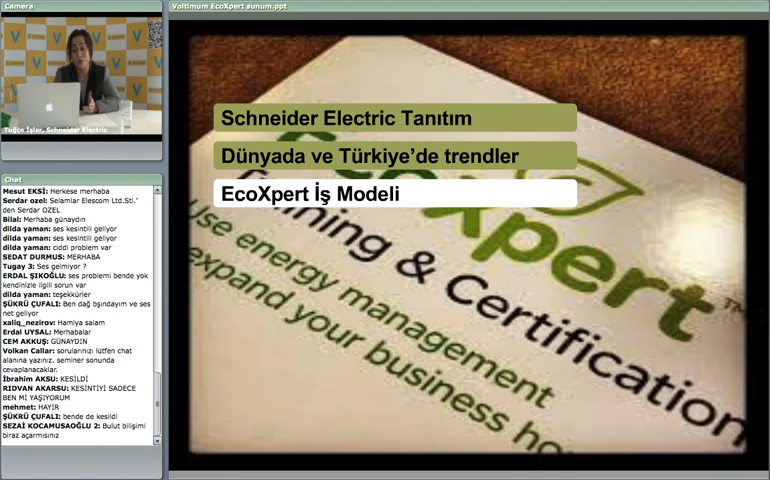 Camera
Tuğçe İşler, Schneider Electric
Chat
Mesut EKSİ: Herkese merhaba
Serdar ozel: Selamlar Elescom Ltd.Sti.'
den Serdar OZEL
Bilal: Merhaba günaydın
dilda yaman: ses kesintili geliyor
dilda yaman: ses kesintili geliyor
dilda yaman: ciddi problem var
SEDAT DURMUS: MERHABA
Tugay 3: Ses gelmiyor ?
ERDAL ŞIKOĞLU: ses problemi bende yok
kendinizle ilgili sorun var
dilda yaman: teşekkürler
ŞÜKRÜ ÇUFALI: Ben dağ bşındayım ve ses
net geliyor
xaliq_nezirov: Hamiya salam
Erdal UYSAL: Merhabalar
CEM AKKUŞ: GÜNAYDIN
Volkan Callar: sorularınızı lütfen chat
alanına yazınız. seminer sonunda
cevaplanacaklar.
İbrahim AKSU: KESİLDİ
RIDVAN AKARSU: KESİNTİYİ SADECE
BEN Mİ YAŞIYORUM
mehmet: HAYIR
ŞÜKRÜ ÇUFALI: bende de kesildi
SEZAİ KOCAMUSAOĞLU 2: Bulut bilişimi
biraz açarmısınız
Voltimum EcoXpert sunum.ppt
Schneider Electric Tanıtım
Dünyada ve Türkiye’de trendler
EcoXpert İş Modeli
EcoXpert™
Training & Certification
Use energy management
expand your business